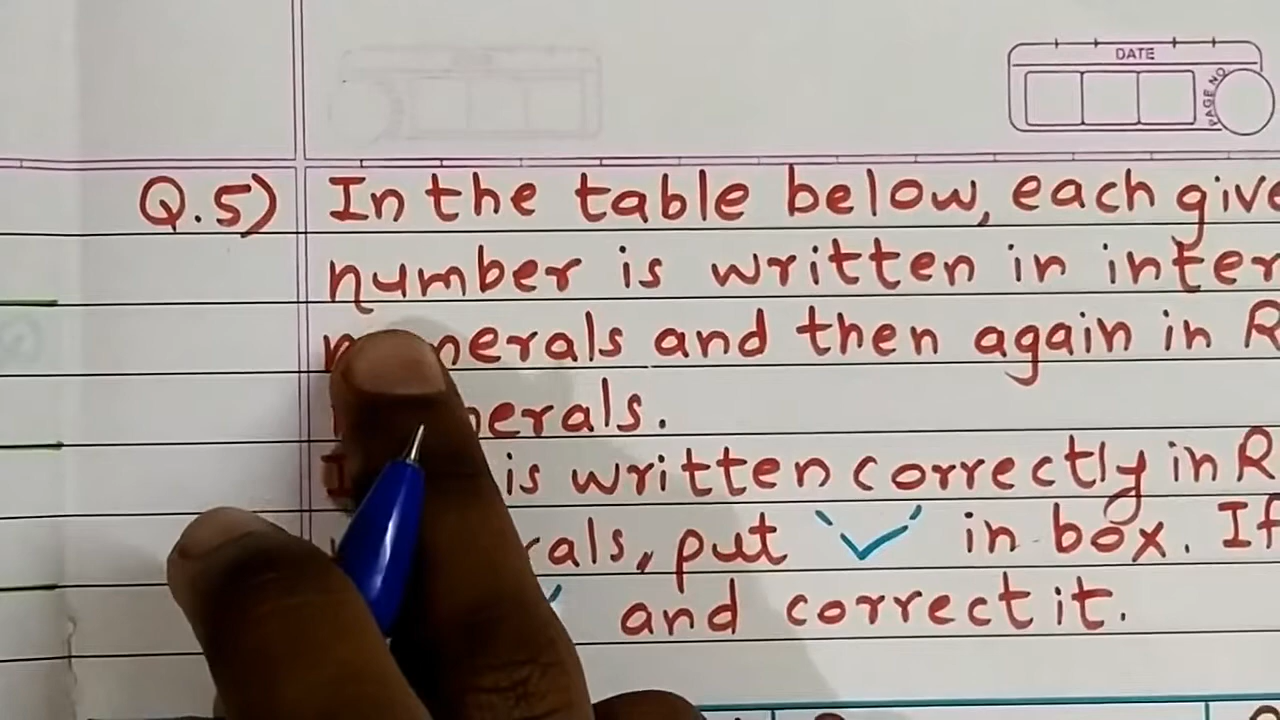 DATE
PAGE NO
Q.5) In the table below, each give
number is written in inter
nerals and then again in R
erals.
is written correctly in R
rals, put "✓" in box. If
and correct it.